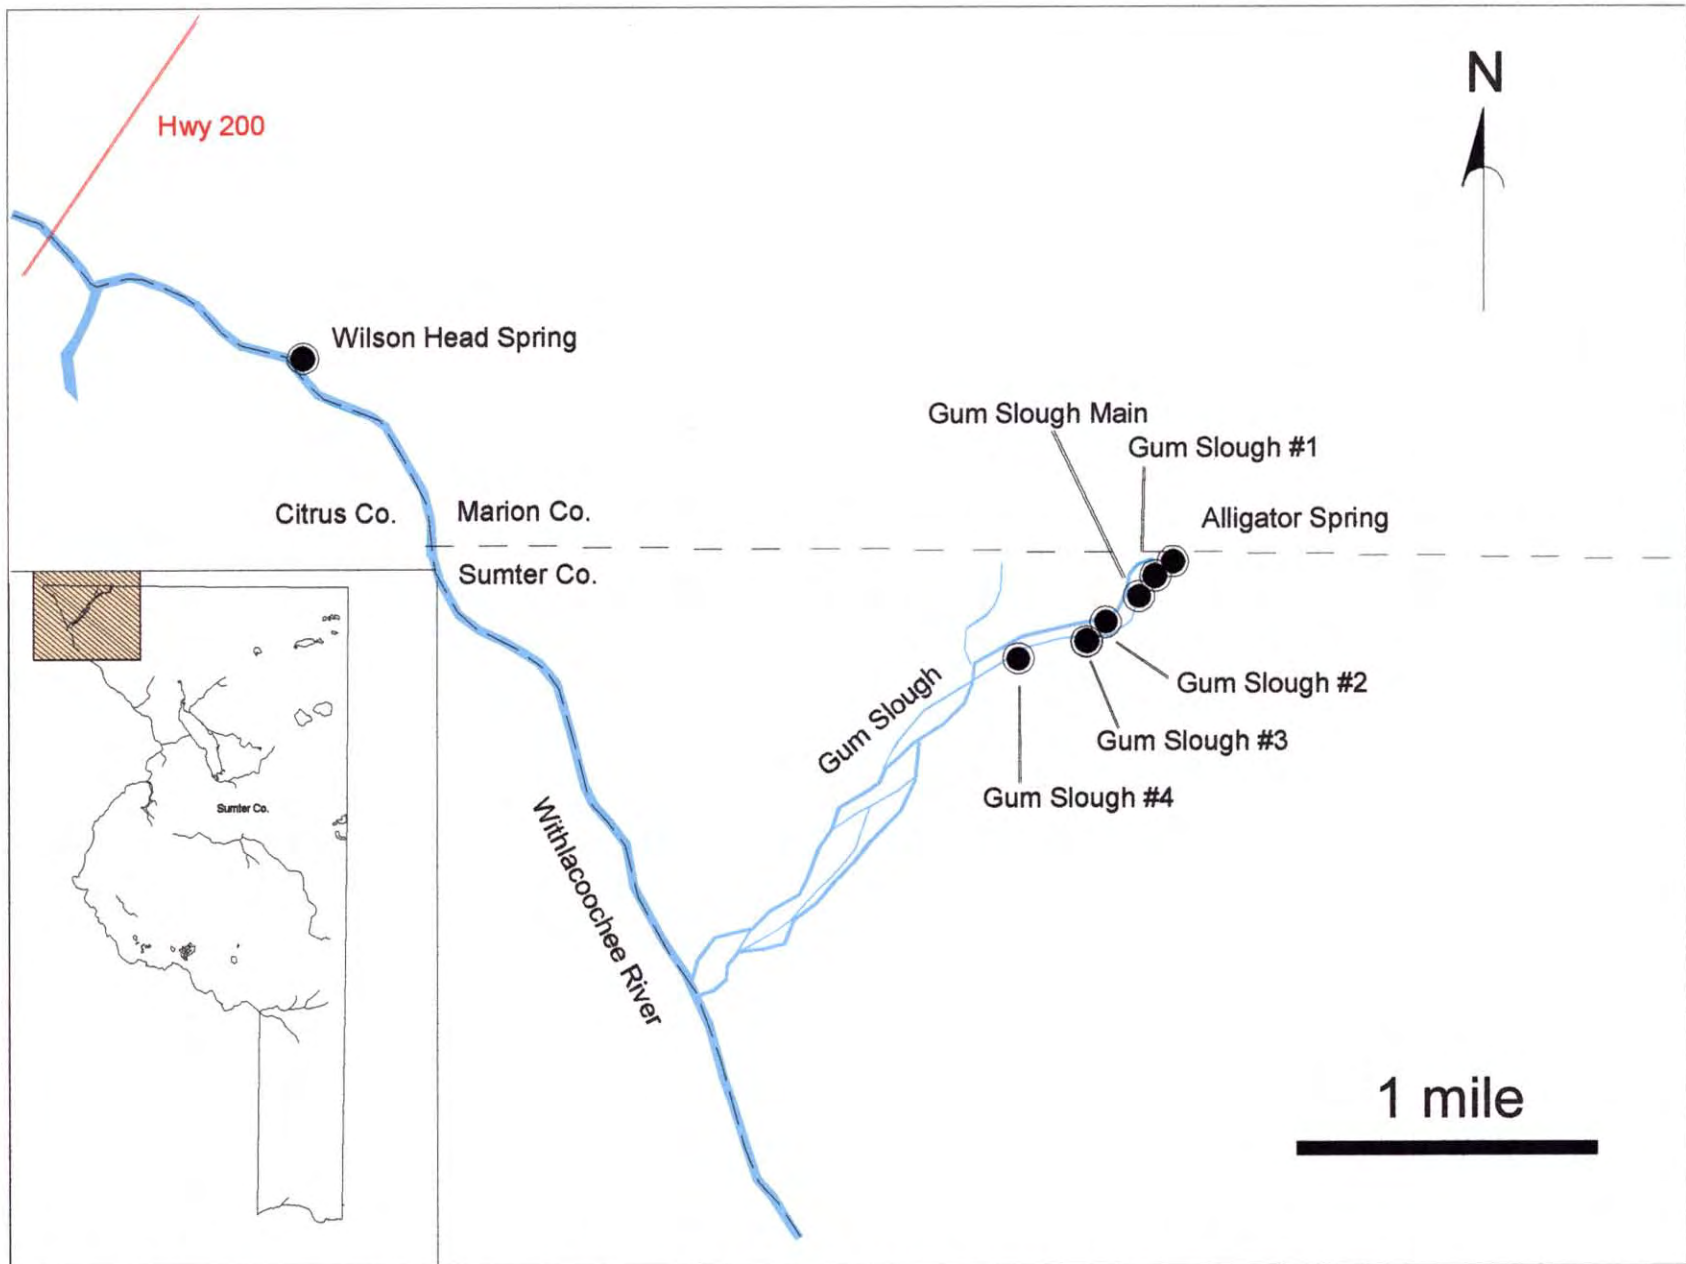 N
Hwy 200
Wilson Head Spring
Gum Slough Main
Gum Slough #1
Citrus Co.
Marion Co.
Alligator Spring
Sumter Co.
Gum Slough
Gum Slough #2
Gum Slough #3
Gum Slough #4
Sumter Co.
Withlacoochee River
1 mile